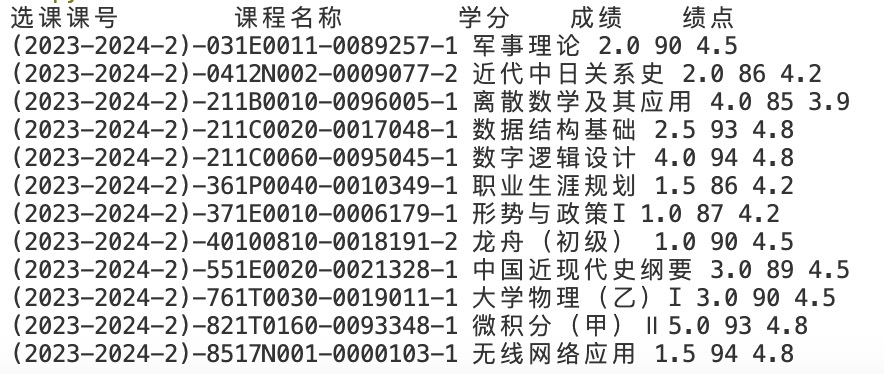 选课课号 课程名称 学分 成绩 绩点
(2023-2024-2)-031E0011-0089257-1 军事理论 2.0 90 4.5
(2023-2024-2)-0412N002-0009077-2 近代中日关系史 2.0 86 4.2
(2023-2024-2)-211B0010-0096005-1 离散数学及其应用 4.0 85 3.9
(2023-2024-2)-211C0020-0017048-1 数据结构基础 2.5 93 4.8
(2023-2024-2)-211C0060-0095045-1 数字逻辑设计 4.0 94 4.8
(2023-2024-2)-361P0040-0010349-1 职业生涯规划 1.5 86 4.2
(2023-2024-2)-371E0010-0006179-1 形势与政策Ⅰ 1.0 87 4.2
(2023-2024-2)-40100810-0018191-2 龙舟（初级） 1.0 90 4.5
(2023-2024-2)-551E0020-0021328-1 中国近现代史纲要 3.0 89 4.5
(2023-2024-2)-761T0030-0019011-1 大学物理（乙）Ⅰ 3.0 90 4.5
(2023-2024-2)-821T0160-0093348-1 微积分（甲）Ⅱ 5.0 93 4.8
(2023-2024-2)-8517N001-0000103-1 无线网络应用 1.5 94 4.8